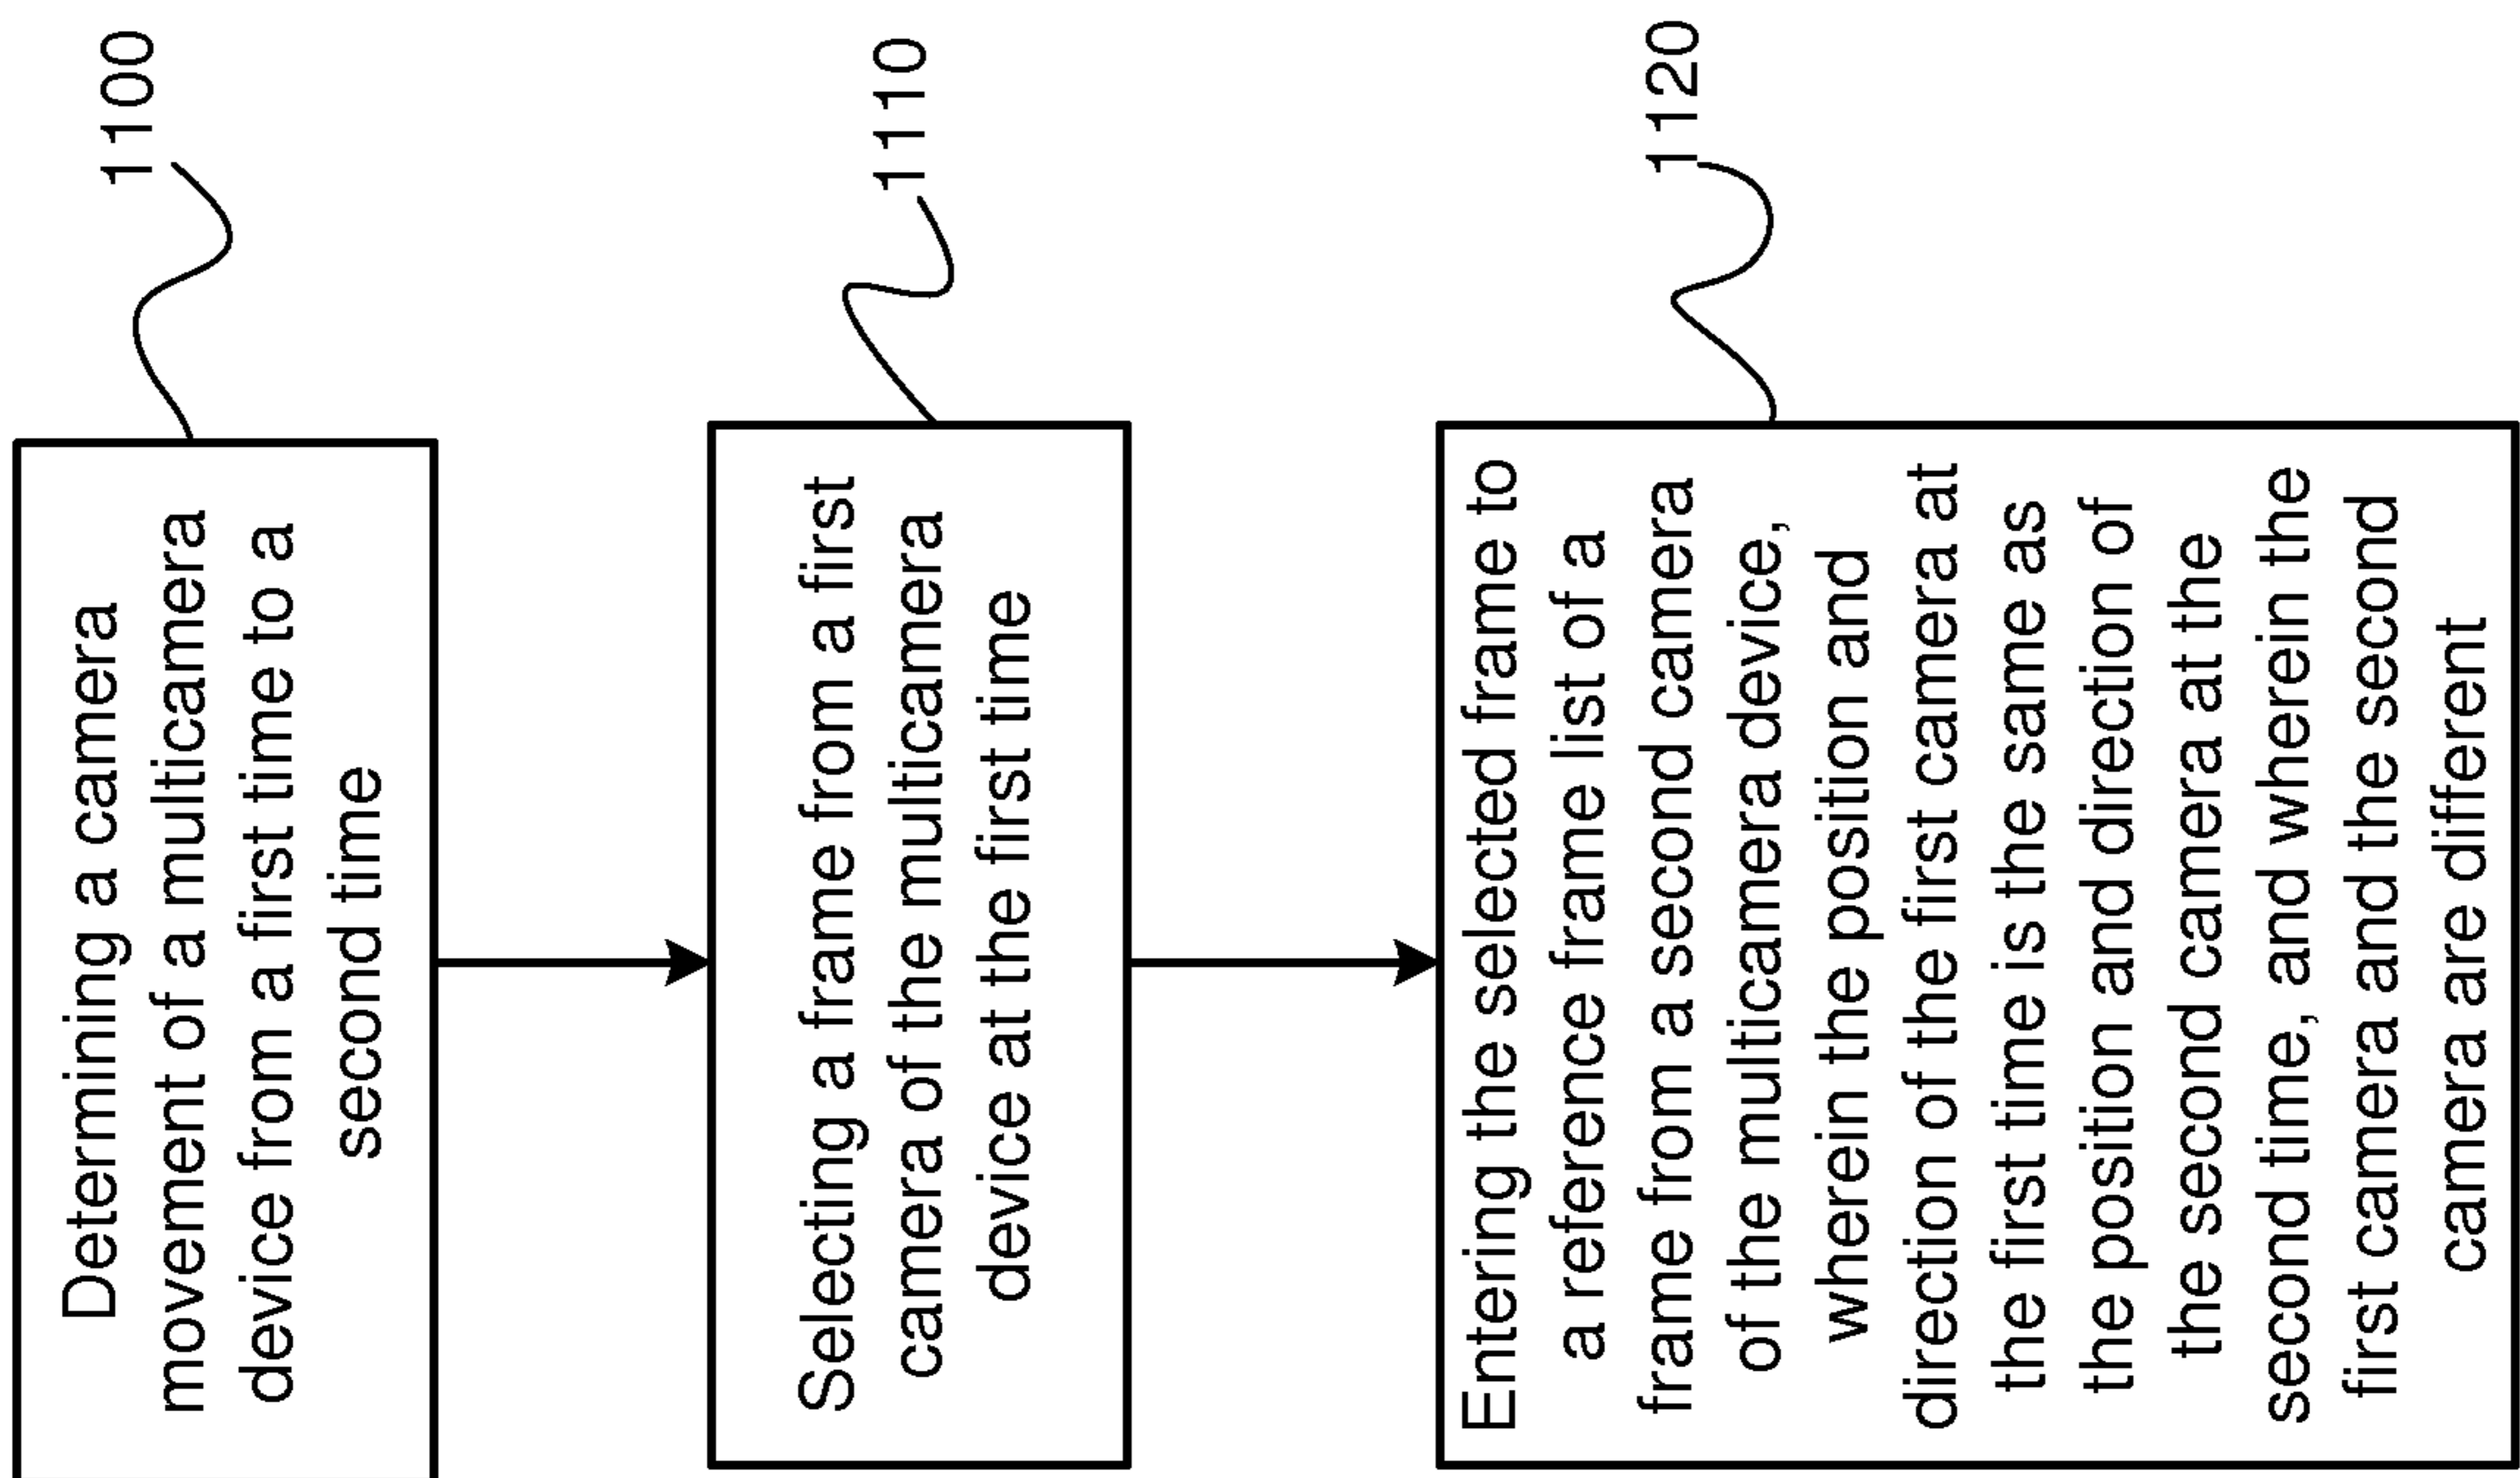 Determining a camera
movement of a multicamera
device from a first time to a
second time
1100
Selecting a frame from a first
camera of the multicamera
device at the first time
1110
Entering the selected frame to
a reference frame list of a
frame from a second camera
of the multicamera device,
wherein the position and
direction of the first camera at
the first time is the same as
the position and direction of
the second camera at the
second time, and wherein the
first camera and the second
camera are different
1120